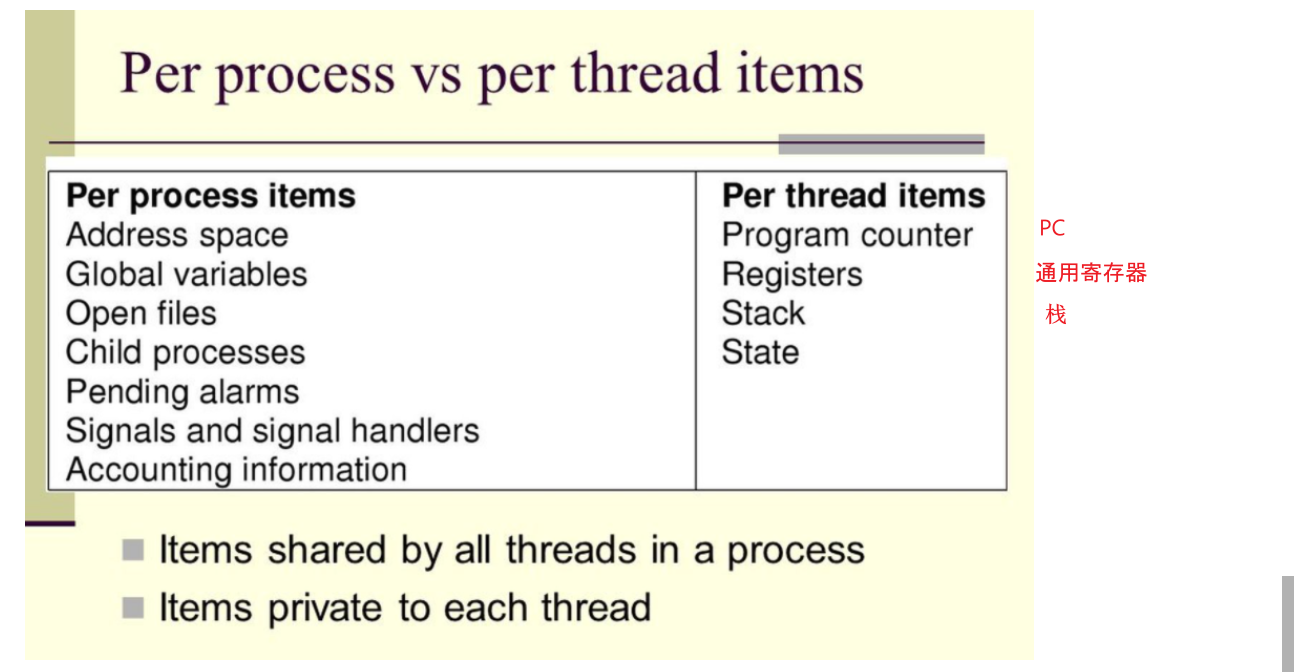 Per process vs per thread items
Per process items Per thread items
Address space Program counter PC
Global variables Registers 通用寄存器
Open files Stack 栈
Child processes State
Pending alarms
Signals and signal handlers
Accounting information
Items shared by all threads in a process
Items private to each thread